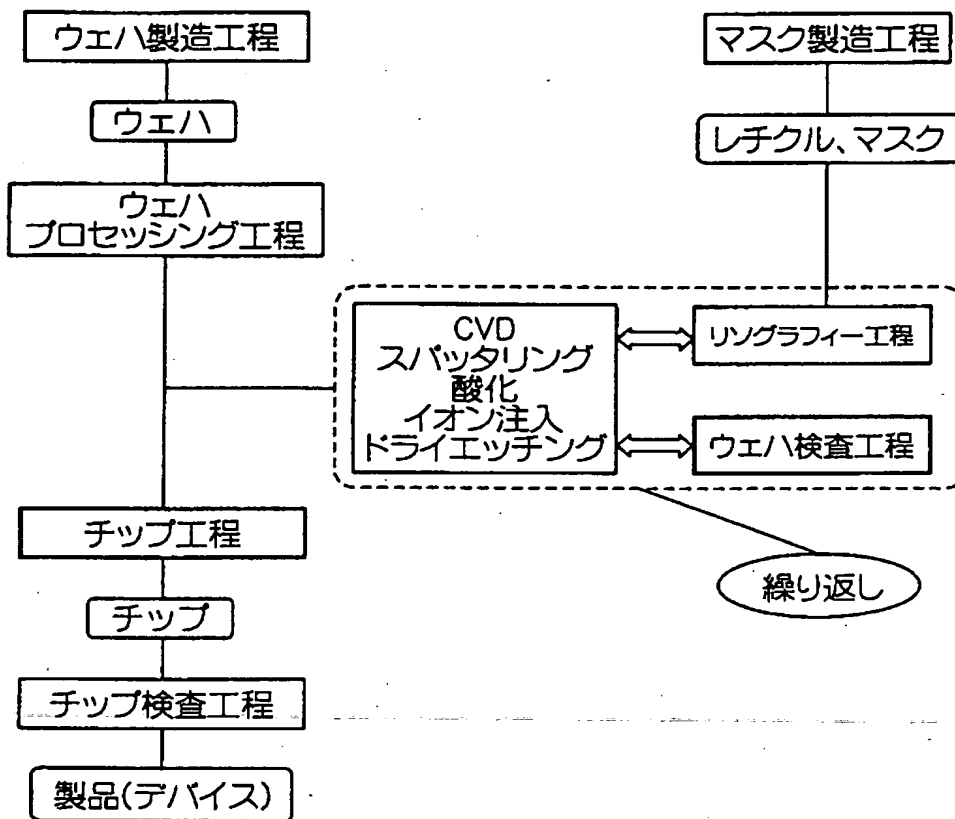 ウェハ製造工程
ウェハ
ウェハ
プロセッシング工程
マスク製造工程
レチクル、マスク
CVD
スパッタリング
酸化
イオン注入
ドライエッチング
リングラフィー工程
ウェハ検査工程
繰り返し
チップ工程
チップ
チップ検査工程
製品(デバイス)